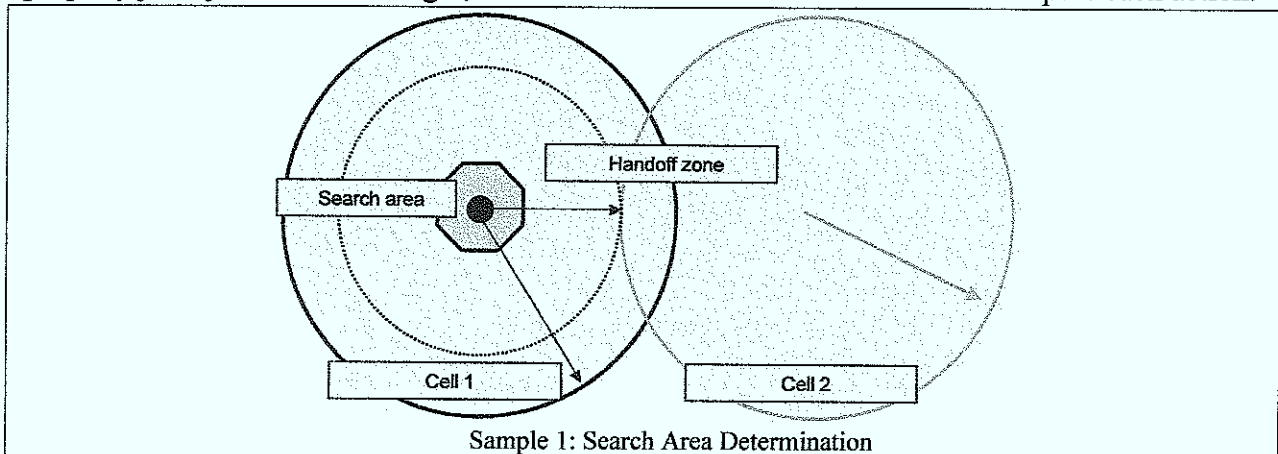 Handoff zone
Search area
Cell 1
Cell 2
Sample 1: Search Area Determination